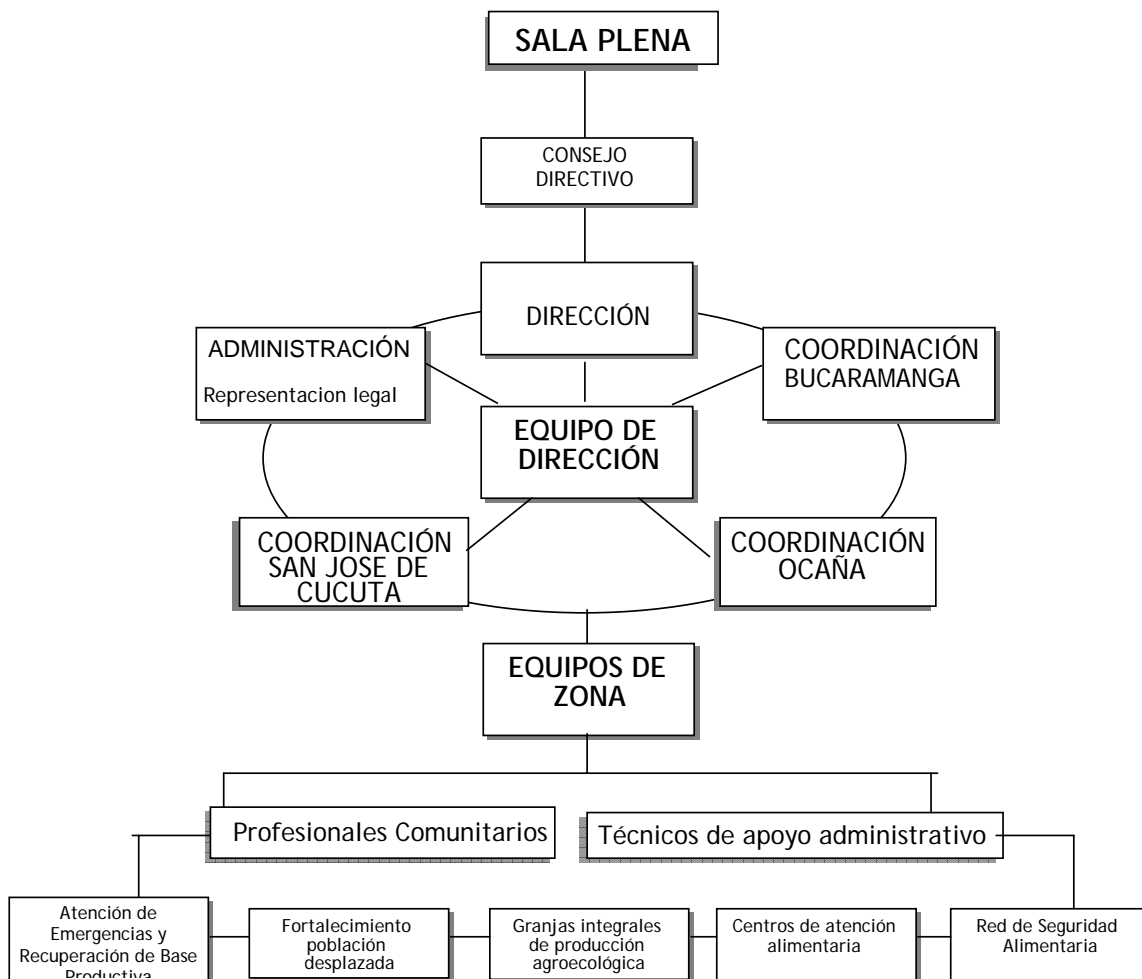 SALA PLENA
CONSEJO
DIRECTIVO
DIRECCIÓN
ADMINISTRACIÓN
Representacion legal
COORDINACIÓN
BUCARAMANGA
EQUIPO DE
DIRECCIÓN
COORDINACIÓN
SAN JOSE DE
CUCUTA
COORDINACIÓN
OCAÑA
EQUIPOS DE
ZONA
Profesionales Comunitarios
Técnicos de apoyo administrativo
Atención de
Emergencias y
Recuperación de Base
Productiva
Fortalecimiento
población
desplazada
Granjas integrales
de producción
agroecológica
Centros de atención
alimentaria
Red de Seguridad
Alimentaria